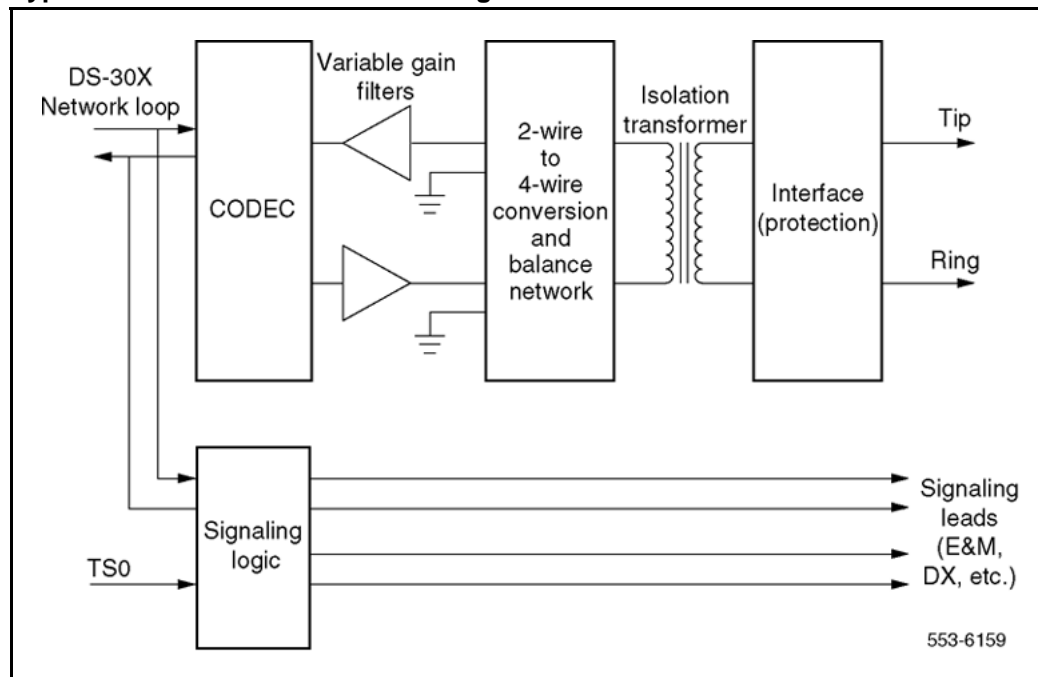 DS-30X
Network loop
Variable gain
filters
CODEC
2-wire
to
4-wire
conversion
and
balance
network
Isolation
transformer
Interface
(protection)
Tip
Ring
TS0
Signaling
logic
Signaling
leads
(E&M,
DX, etc.)
553-6159